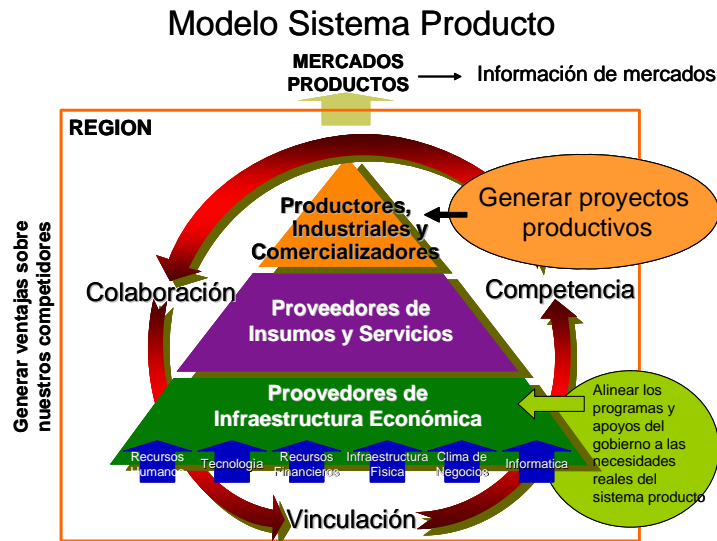 Modelo Sistema Producto
MERCADOS
PRODUCTOS
Información de mercados
REGION
Generar ventajas sobre
nuestros competidores
Productores,
Industriales y
Comercializadores
Generar proyectos
productivos
Colaboración
Competencia
Proveedores de
Insumos y Servicios
Proovedores de
Infraestructura Económica
Alinear los
programas y
apoyos del
gobierno a las
necesidades
reales del
sistema producto
Recursos
Humanos
Tecnologìa
Recursos
Financieros
Infraestructura
Fìsica
Clima de
Negocios
Informatica
Vinculación